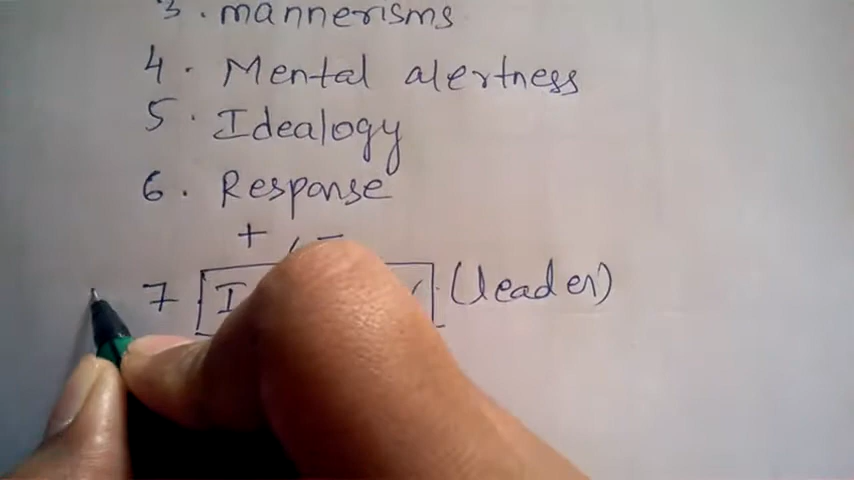 3. mannerisms
4. Mental alertness
5. Idealogy
6. Response
+ / -
7 (leader)